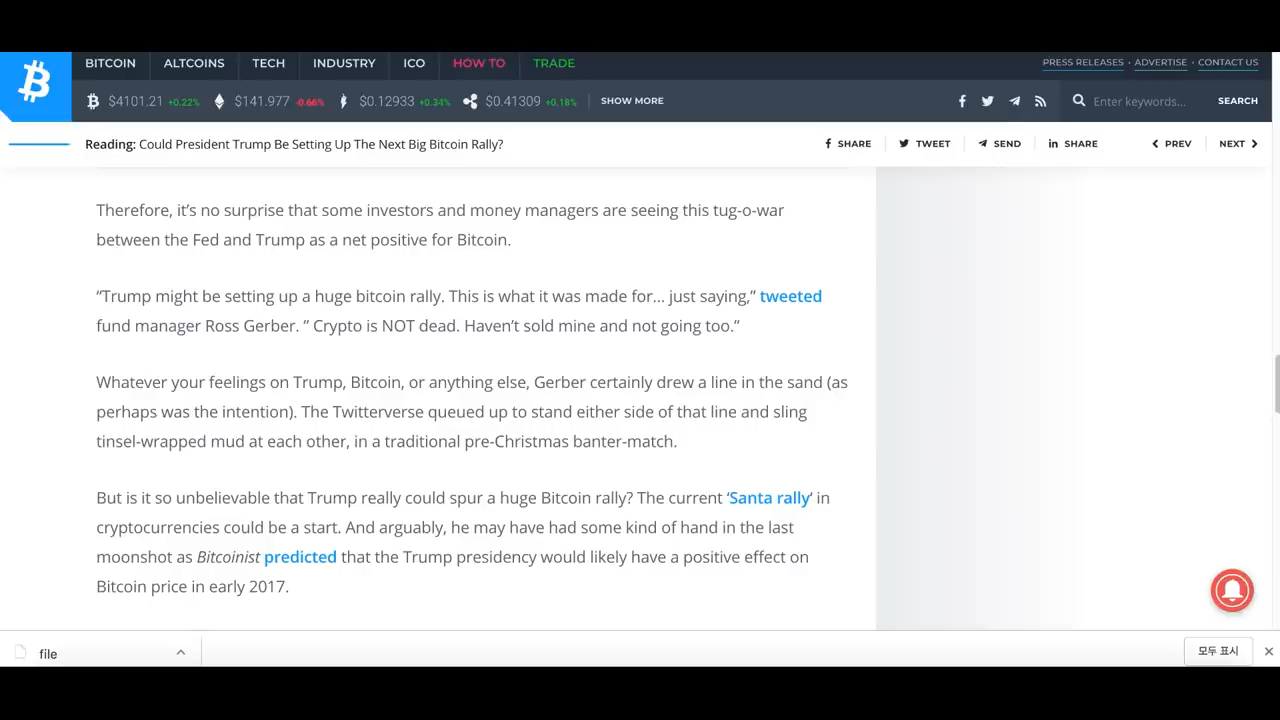 BITCOIN ALTCOINS TECH INDUSTRY ICO HOW TO TRADE PRESS RELEASES · ADVERTISE · CONTACT US
$4101.21 +0.22% $141.977 -0.66% $0.12933 +0.34% $0.41309 +0.18% SHOW MORE Enter keywords... SEARCH
Reading: Could President Trump Be Setting Up The Next Big Bitcoin Rally? SHARE TWEET SEND SHARE PREV NEXT
Therefore, it’s no surprise that some investors and money managers are seeing this tug-o-war
between the Fed and Trump as a net positive for Bitcoin.
“Trump might be setting up a huge bitcoin rally. This is what it was made for… just saying,” tweeted
fund manager Ross Gerber. ” Crypto is NOT dead. Haven’t sold mine and not going too.”
Whatever your feelings on Trump, Bitcoin, or anything else, Gerber certainly drew a line in the sand (as
perhaps was the intention). The Twitterverse queued up to stand either side of that line and sling
tinsel-wrapped mud at each other, in a traditional pre-Christmas banter-match.
But is it so unbelievable that Trump really could spur a huge Bitcoin rally? The current ‘Santa rally‘ in
cryptocurrencies could be a start. And arguably, he may have had some kind of hand in the last
moonshot as Bitcoinist predicted that the Trump presidency would likely have a positive effect on
Bitcoin price in early 2017.
file 모두 표시